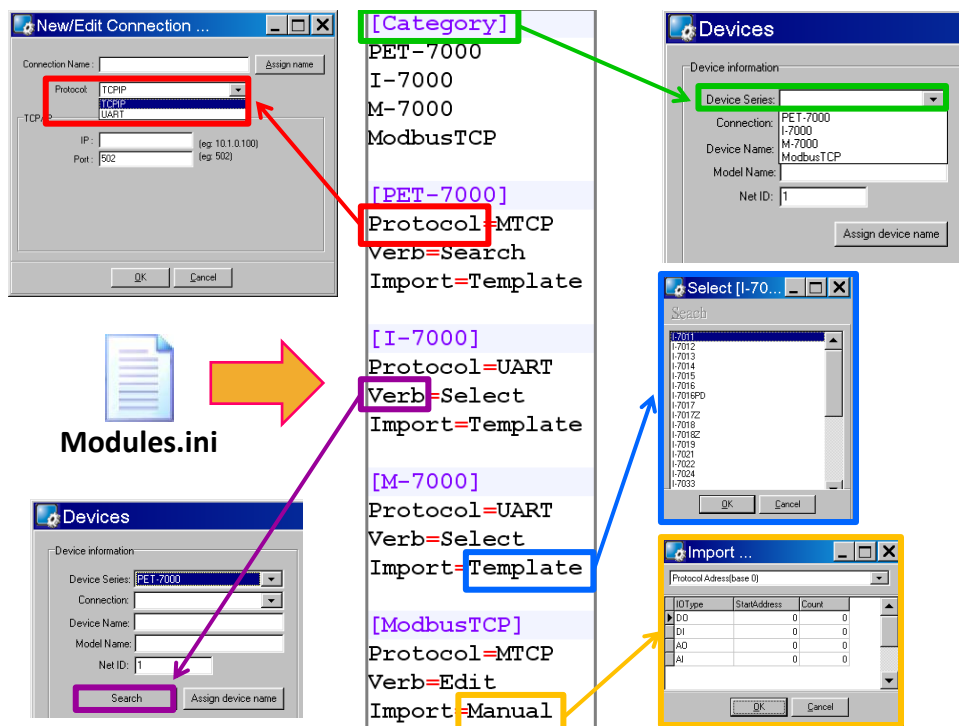 New/Edit Connection ...
Connection Name :
Assign name
Protocol: TCPIP
TCPIP
UART
IP :
(eg: 10.1.0.100)
Port : 502
(eg: 502)
OK
Cancel
Modules.ini
Devices
Device information
Device Series: PET-7000
Connection:
Device Name:
Model Name:
Net ID: 1
Search
Assign device name
[Category]
PET-7000
I-7000
M-7000
ModbusTCP
[PET-7000]
Protocol=MTCP
Verb=Search
Import=Template
[I-7000]
Protocol=UART
Verb=Select
Import=Template
[M-7000]
Protocol=UART
Verb=Select
Import=Template
[ModbusTCP]
Protocol=MTCP
Verb=Edit
Import=Manual
Devices
Device information
Device Series:
PET-7000
I-7000
M-7000
ModbusTCP
Connection:
Device Name:
Model Name:
Net ID: 1
Assign device name
Select [I-70...
Seach
I-7011
I-7012
I-7013
I-7014
I-7015
I-7016
I-7016PD
I-7017
I-7017Z
I-7018
I-7018Z
I-7019
I-7021
I-7022
I-7024
I-7033
OK
Cancel
Import ...
Protocol Adress(base 0)
IOType StartAddress Count
DO 0 0
DI 0 0
AO 0 0
AI 0 0
OK
Cancel